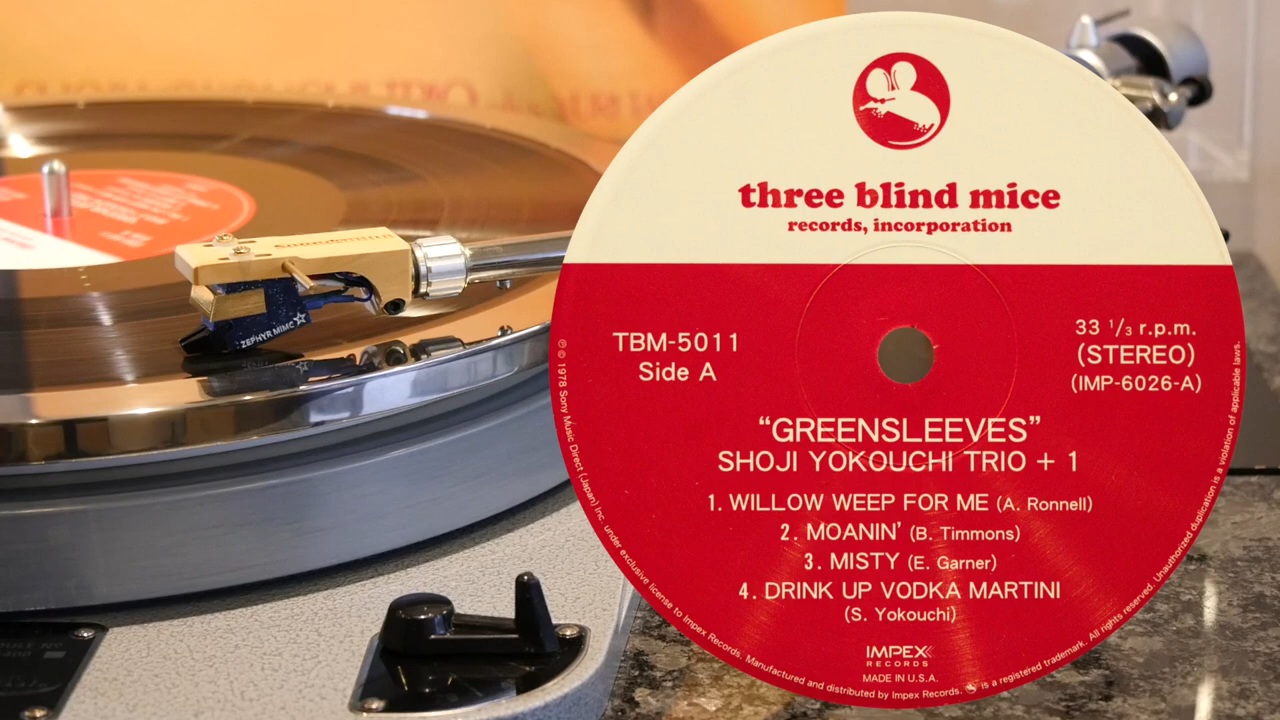 three blind mice
records, incorporation
TBM-5011
Side A
33 1/3 r.p.m.
(STEREO)
(IMP-6026-A)
“GREENSLEEVES”
SHOJI YOKOUCHI TRIO + 1
1. WILLOW WEEP FOR ME (A. Ronnell)
2. MOANIN’ (B. Timmons)
3. MISTY (E. Garner)
4. DRINK UP VODKA MARTINI
(S. Yokouchi)
IMPEX
RECORDS
MADE IN U.S.A.
℗ © 1978 Sony Music Direct (Japan) Inc. under exclusive license to Impex Records. Manufactured and distributed by Impex Records. is a registered trademark. All rights reserved. Unauthorized duplication is a violation of applicable laws.
ZEPHYR MIMC